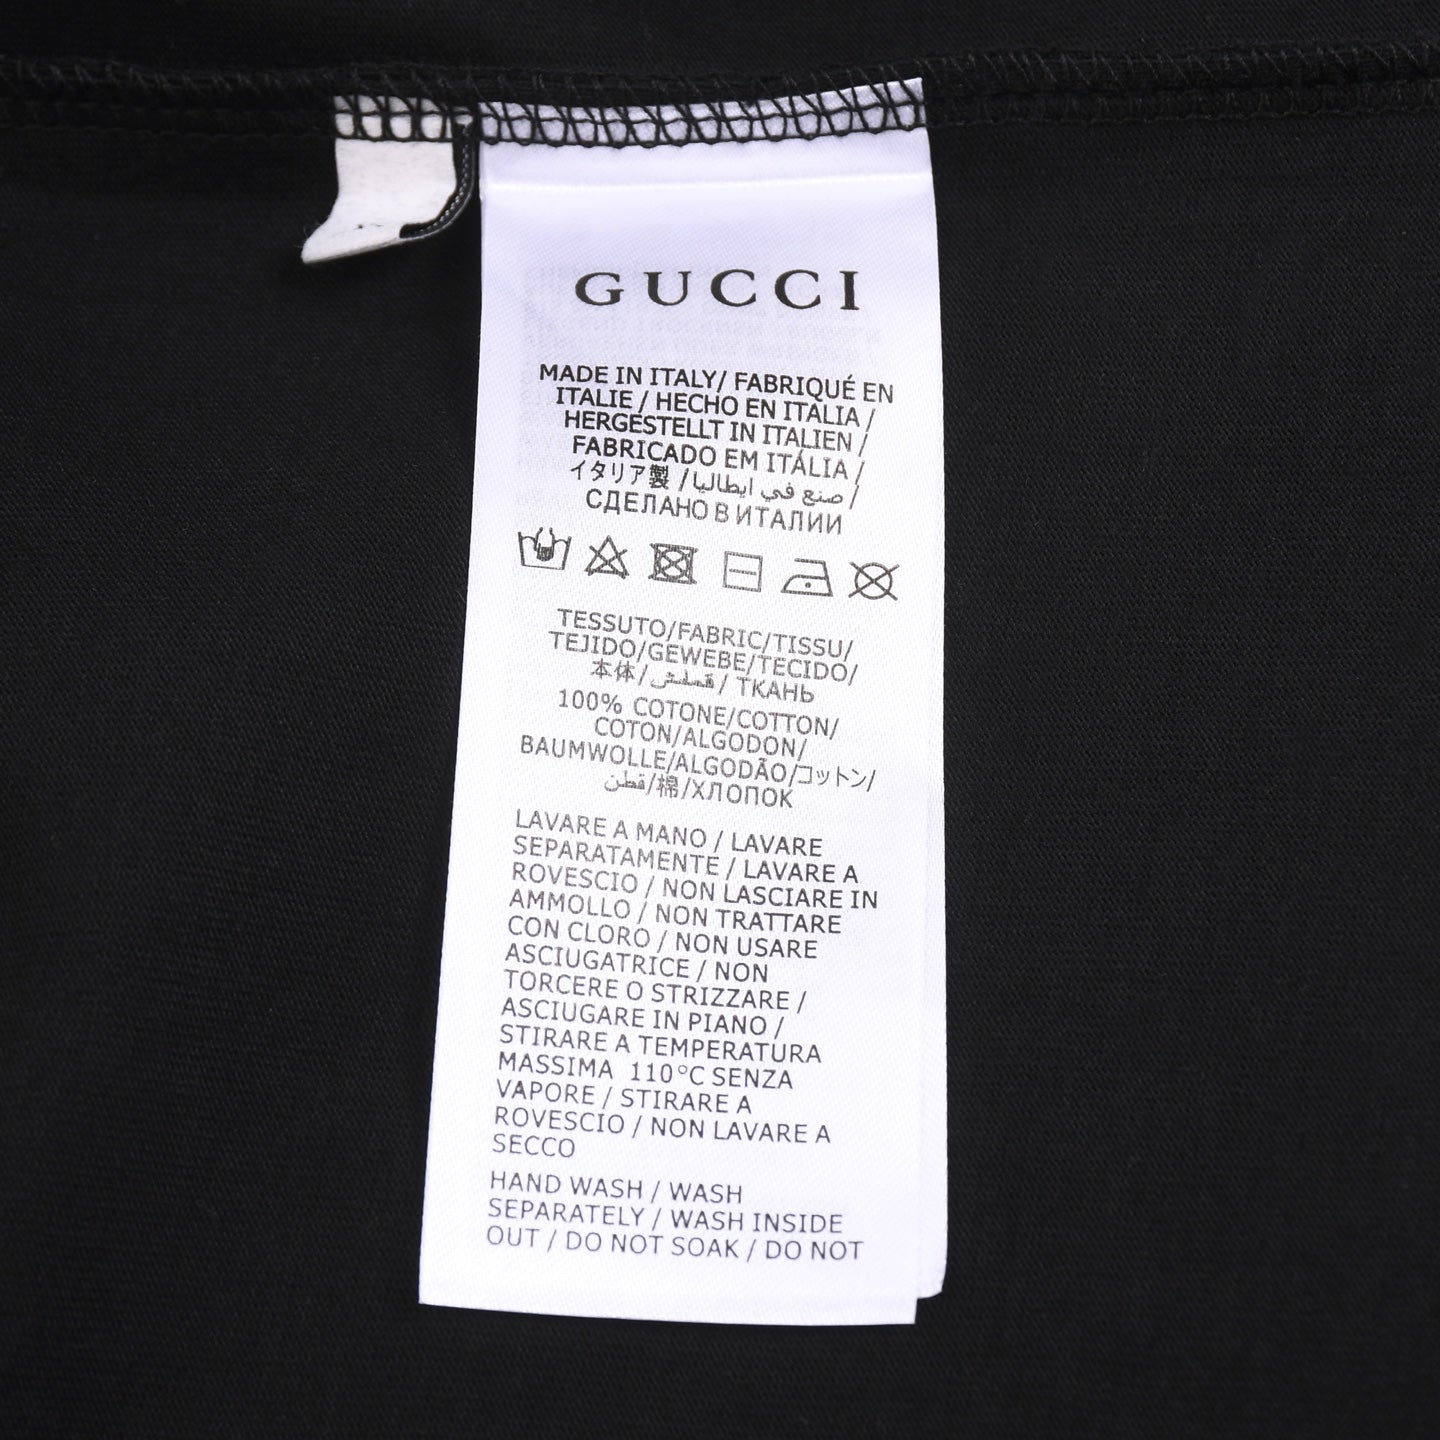 GUCCI
MADE IN ITALY/ FABRIQUÉ EN
ITALIE / HECHO EN ITALIA /
HERGESTELLT IN ITALIEN /
FABRICADO EM ITÁLIA /
イタリア製 / صنع في ايطاليا /
СДЕЛАНО В ИТАЛИИ
TESSUTO/FABRIC/TISSU/
TEJIDO/GEWEBE/TECIDO/
本体/قملش/ ТКАНЬ
100% COTONE/COTTON/
COTON/ALGODON/
BAUMWOLLE/ALGODÃO/コットン/
قطن/棉/ХЛОПОК
LAVARE A MANO / LAVARE
SEPARATAMENTE / LAVARE A
ROVESCIO / NON LASCIARE IN
AMMOLLO / NON TRATTARE
CON CLORO / NON USARE
ASCIUGATRICE / NON
TORCERE O STRIZZARE /
ASCIUGARE IN PIANO /
STIRARE A TEMPERATURA
MASSIMA 110°C SENZA
VAPORE / STIRARE A
ROVESCIO / NON LAVARE A
SECCO
HAND WASH / WASH
SEPARATELY / WASH INSIDE
OUT / DO NOT SOAK / DO NOT